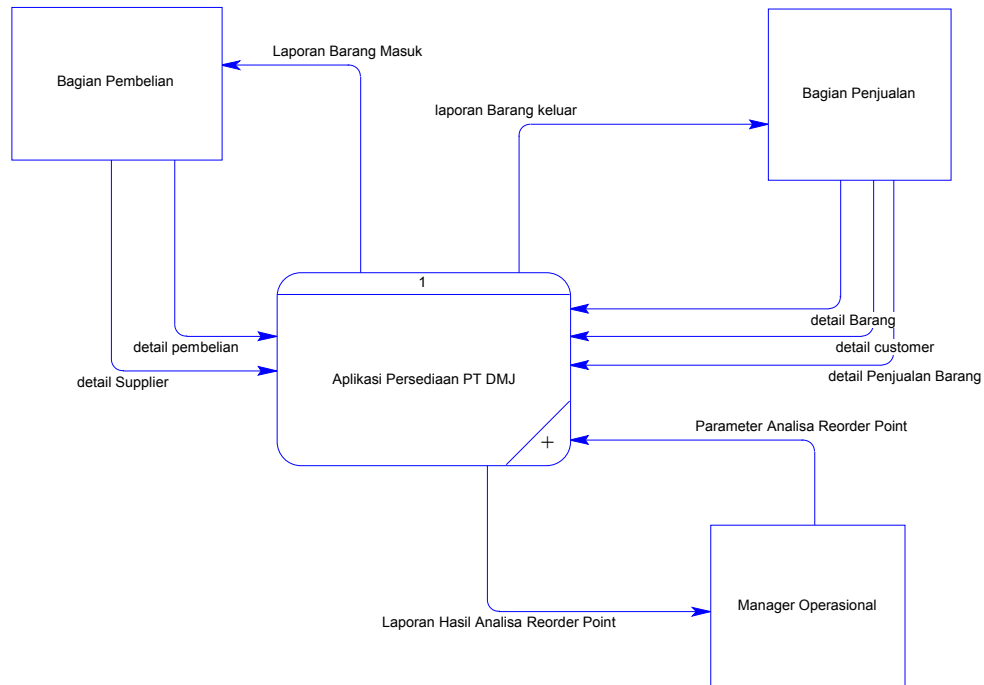 Laporan Barang Masuk
Bagian Pembelian
Bagian Penjualan
laporan Barang keluar
1
detail Barang
detail pembelian
detail customer
detail Supplier
Aplikasi Persediaan PT DMJ
detail Penjualan Barang
Parameter Analisa Reorder Point
+
Manager Operasional
Laporan Hasil Analisa Reorder Point